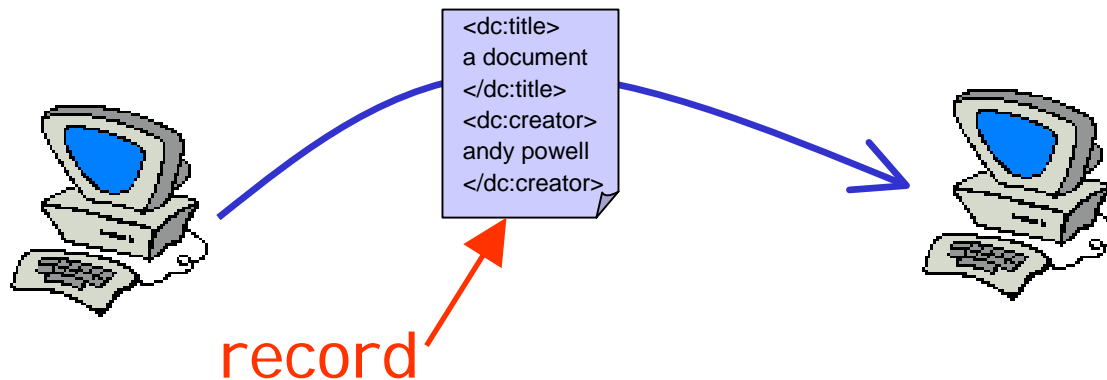 <dc:title>
a document
</dc:title>
<dc:creator>
andy powell
</dc:creator>
record